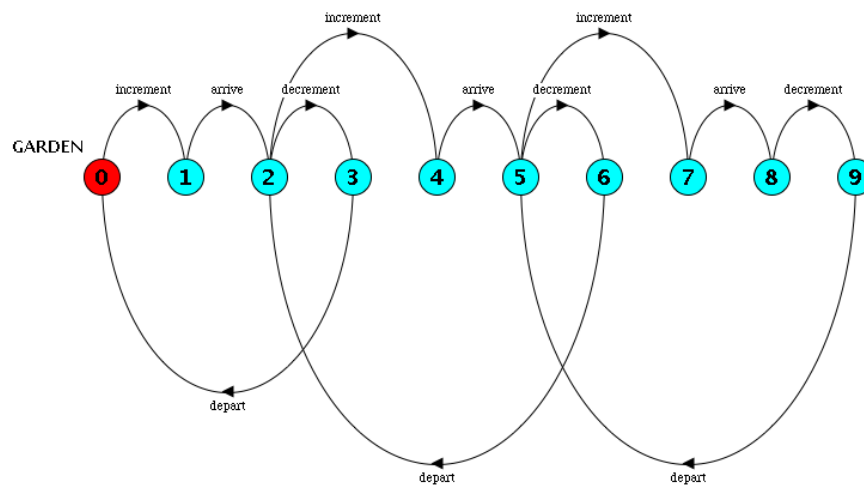 increment increment
increment arrive decrement arrive decrement arrive decrement
GARDEN
0 1 2 3 4 5 6 7 8 9
depart
depart depart